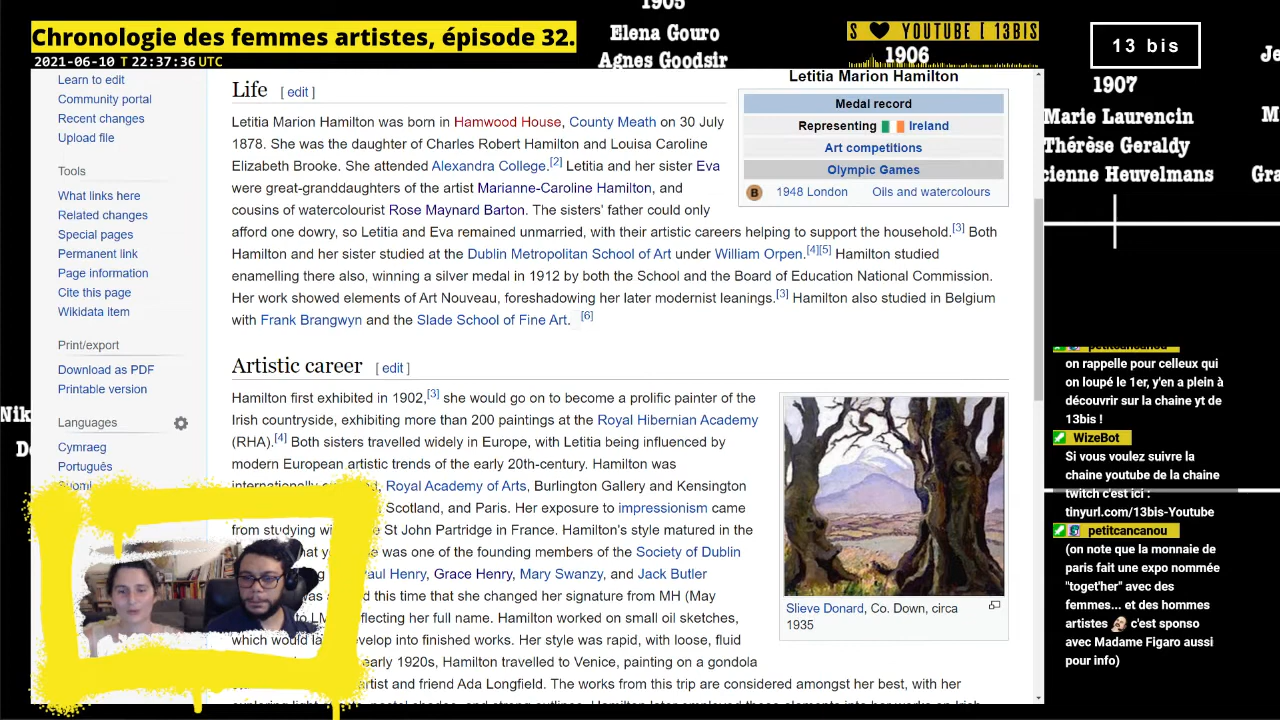 1905
Elena Gouro
Agnes Goodsir
Chronologie des femmes artistes, épisode 32.
2021-06-10 T 22:37:36 UTC
S ♥ YOUTUBE [ 13BIS
1906
13 bis
Je
1907
Marie Laurencin
M
Thérèse Geraldy
cienne Heuvelmans
Gra
Nik
D
Learn to edit
Community portal
Recent changes
Upload file
Tools
What links here
Related changes
Special pages
Permanent link
Page information
Cite this page
Wikidata item
Print/export
Download as PDF
Printable version
Languages
Cymraeg
Português
Suomi
Life [ edit ]
Letitia Marion Hamilton was born in Hamwood House, County Meath on 30 July
1878. She was the daughter of Charles Robert Hamilton and Louisa Caroline
Elizabeth Brooke. She attended Alexandra College.[2] Letitia and her sister Eva
were great-granddaughters of the artist Marianne-Caroline Hamilton, and
cousins of watercolourist Rose Maynard Barton. The sisters' father could only
afford one dowry, so Letitia and Eva remained unmarried, with their artistic careers helping to support the household.[3] Both
Hamilton and her sister studied at the Dublin Metropolitan School of Art under William Orpen.[4][5] Hamilton studied
enamelling there also, winning a silver medal in 1912 by both the School and the Board of Education National Commission.
Her work showed elements of Art Nouveau, foreshadowing her later modernist leanings.[3] Hamilton also studied in Belgium
with Frank Brangwyn and the Slade School of Fine Art. [6]
Letitia Marion Hamilton
Medal record
Representing Ireland
Art competitions
Olympic Games
B 1948 London Oils and watercolours
Artistic career [ edit ]
Hamilton first exhibited in 1902,[3] she would go on to become a prolific painter of the
Irish countryside, exhibiting more than 200 paintings at the Royal Hibernian Academy
(RHA).[4] Both sisters travelled widely in Europe, with Letitia being influenced by
modern European artistic trends of the early 20th-century. Hamilton was
Royal Academy of Arts, Burlington Gallery and Kensington
Scotland, and Paris. Her exposure to impressionism came
from studying St John Partridge in France. Hamilton's style matured in the
was one of the founding members of the Society of Dublin
Paul Henry, Grace Henry, Mary Swanzy, and Jack Butler
this time that she changed her signature from MH (May
to LM reflecting her full name. Hamilton worked on small oil sketches,
which would develop into finished works. Her style was rapid, with loose, fluid
early 1920s, Hamilton travelled to Venice, painting on a gondola
artist and friend Ada Longfield. The works from this trip are considered amongst her best, with her
Slieve Donard, Co. Down, circa
1935
petitcancanou
on rappelle pour celleux qui
on loupé le 1er, y'en a plein à
découvrir sur la chaine yt de
13bis !
WizeBot
Si vous voulez suivre la
chaine youtube de la chaine
twitch c'est ici :
tinyurl.com/13bis-Youtube
petitcancanou
(on note que la monnaie de
paris fait une expo nommée
"toget'her" avec des
femmes... et des hommes
artistes c'est sponso
avec Madame Figaro aussi
pour info)